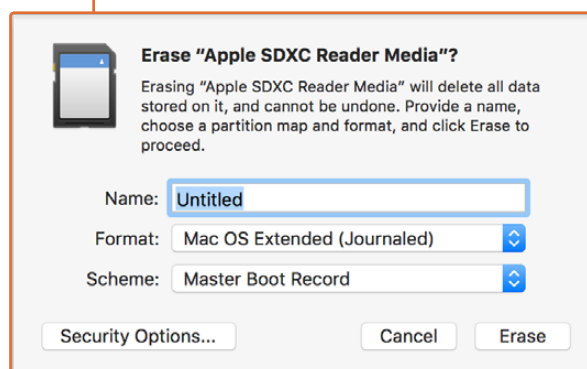 Erase “Apple SDXC Reader Media”?
Erasing “Apple SDXC Reader Media” will delete all data
stored on it, and cannot be undone. Provide a name,
choose a partition map and format, and click Erase to
proceed.
Name: Untitled
Format: Mac OS Extended (Journaled)
Scheme: Master Boot Record
Security Options... Cancel Erase